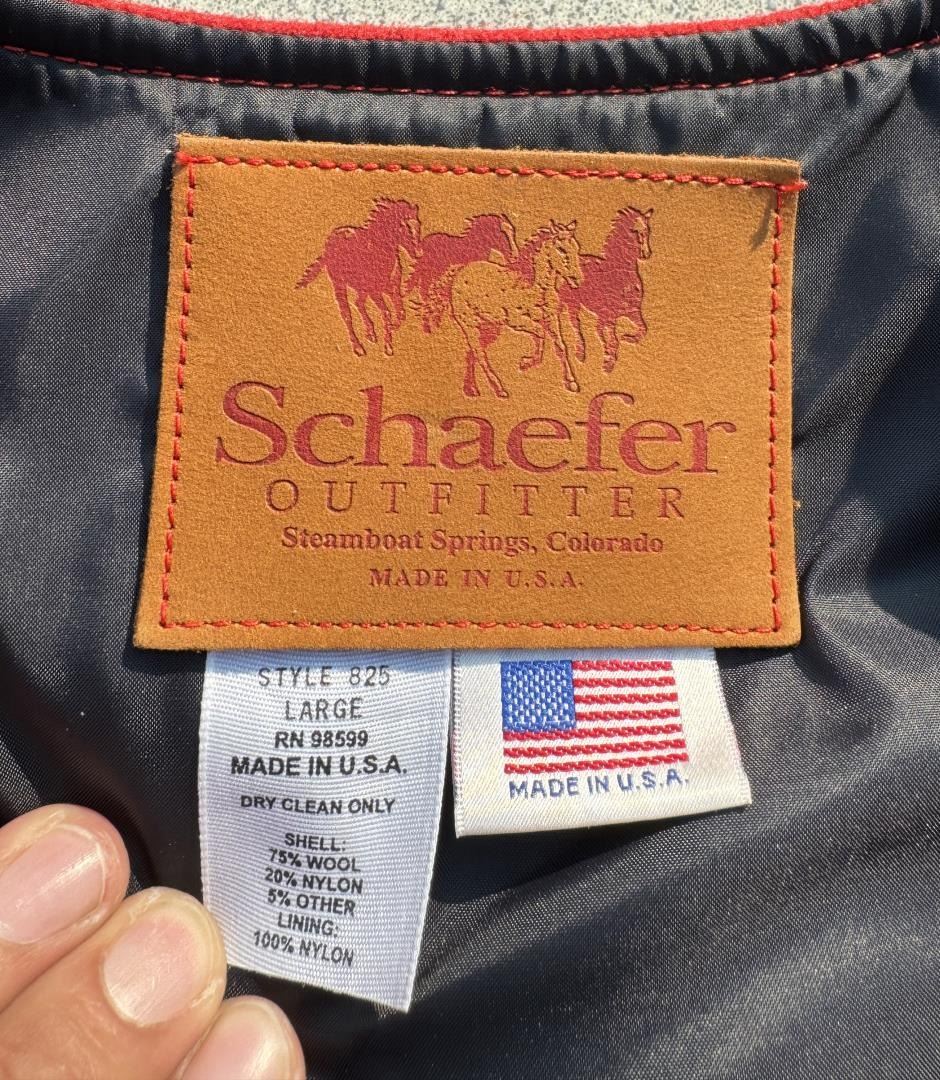 Schaefer
OUTFITTER
Steamboat Springs, Colorado
MADE IN U.S.A.
STYLE 825
LARGE
RN 98599
MADE IN U.S.A.
DRY CLEAN ONLY
SHELL:
75% WOOL
20% NYLON
5% OTHER
LINING:
100% NYLON
MADE IN U.S.A.